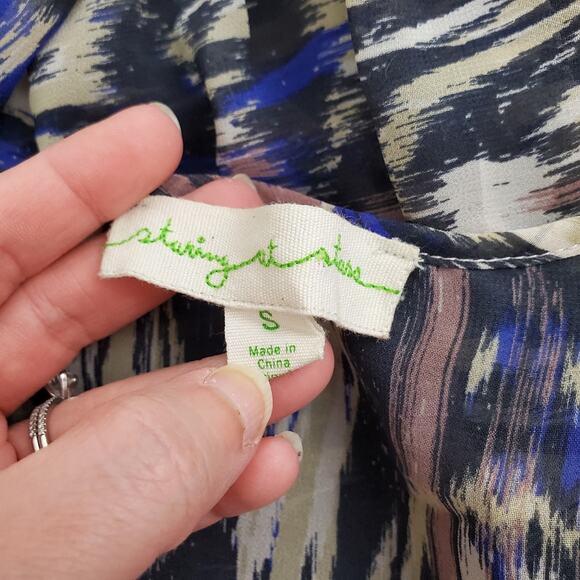 staring at stars
S
Made in
China